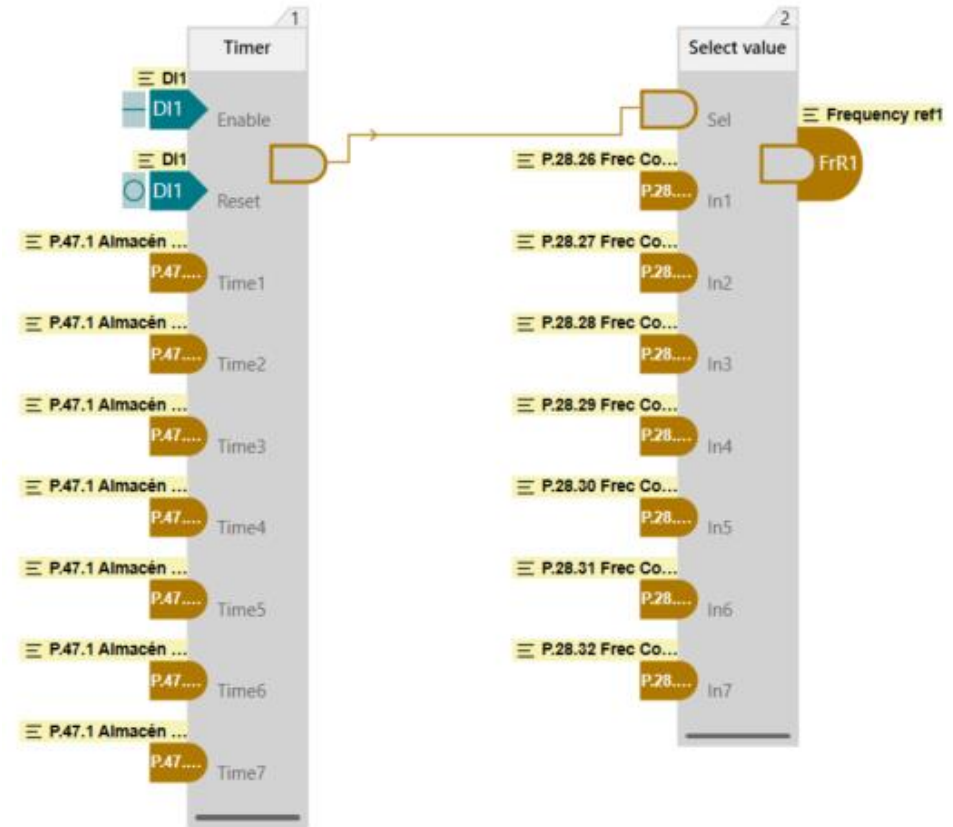 1
Timer
DI1
DI1
Enable
DI1
DI1
Reset
P.47.1 Almacén ...
P.47....
Time1
P.47.1 Almacén ...
P.47....
Time2
P.47.1 Almacén ...
P.47....
Time3
P.47.1 Almacén ...
P.47....
Time4
P.47.1 Almacén ...
P.47....
Time5
P.47.1 Almacén ...
P.47....
Time6
P.47.1 Almacén ...
P.47....
Time7
2
Select value
Sel
Frequency ref1
FrR1
P.28.26 Frec Co...
P.28....
In1
P.28.27 Frec Co...
P.28....
In2
P.28.28 Frec Co...
P.28....
In3
P.28.29 Frec Co...
P.28....
In4
P.28.30 Frec Co...
P.28....
In5
P.28.31 Frec Co...
P.28....
In6
P.28.32 Frec Co...
P.28....
In7